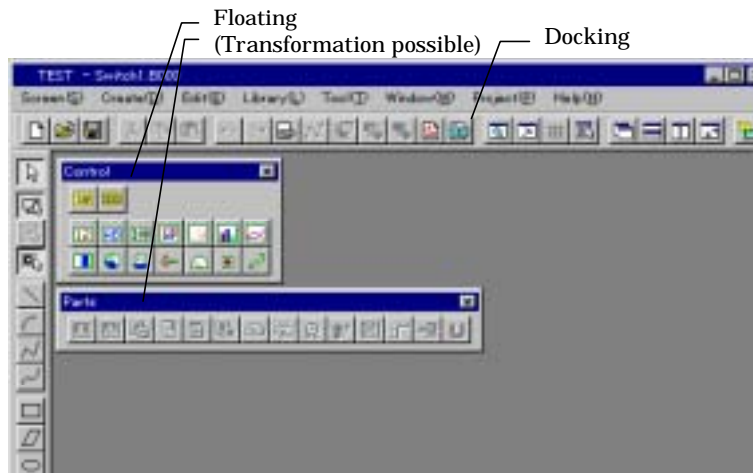 Floating
(Transformation possible)
Docking
TEST - Switch1.B000
Screen(S) Create(D) Edit(E) Library(L) Tool(T) Window(W) Project(P) Help(H)
Control
Parts